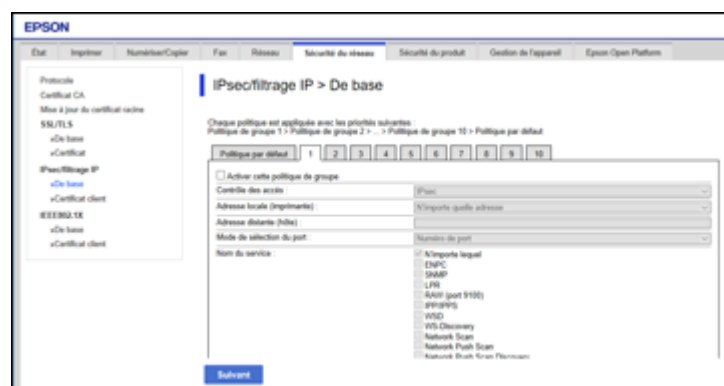 EPSON
État Imprimer Numériser/Copier Fax Réseau Sécurité du réseau Sécurité du produit Gestion de l'appareil Epson Open Platform
Protocole
Certificat CA
Mise à jour du certificat racine
SSL/TLS
»De base
»Certificat
IPsec/filtrage IP
»De base
»Certificat client
IEEE802.1X
»De base
»Certificat client
IPsec/filtrage IP > De base
Chaque politique est appliquée avec les priorités suivantes :
Politique de groupe 1 > Politique de groupe 2 > ... > Politique de groupe 10 > Politique par défaut
Politique par défaut 1 2 3 4 5 6 7 8 9 10
Activer cette politique de groupe
Contrôle des accès : IPsec
Adresse locale (imprimante) : N'importe quelle adresse
Adresse distante (hôte) :
Mode de sélection du port : Numéro de port
Nom du service : N'importe lequel
ENPC
SNMP
LPR
RAW (port 9100)
IPP/IPPS
WSD
WS-Discovery
Network Scan
Network Push Scan
Network Push Scan Discovery
Suivant